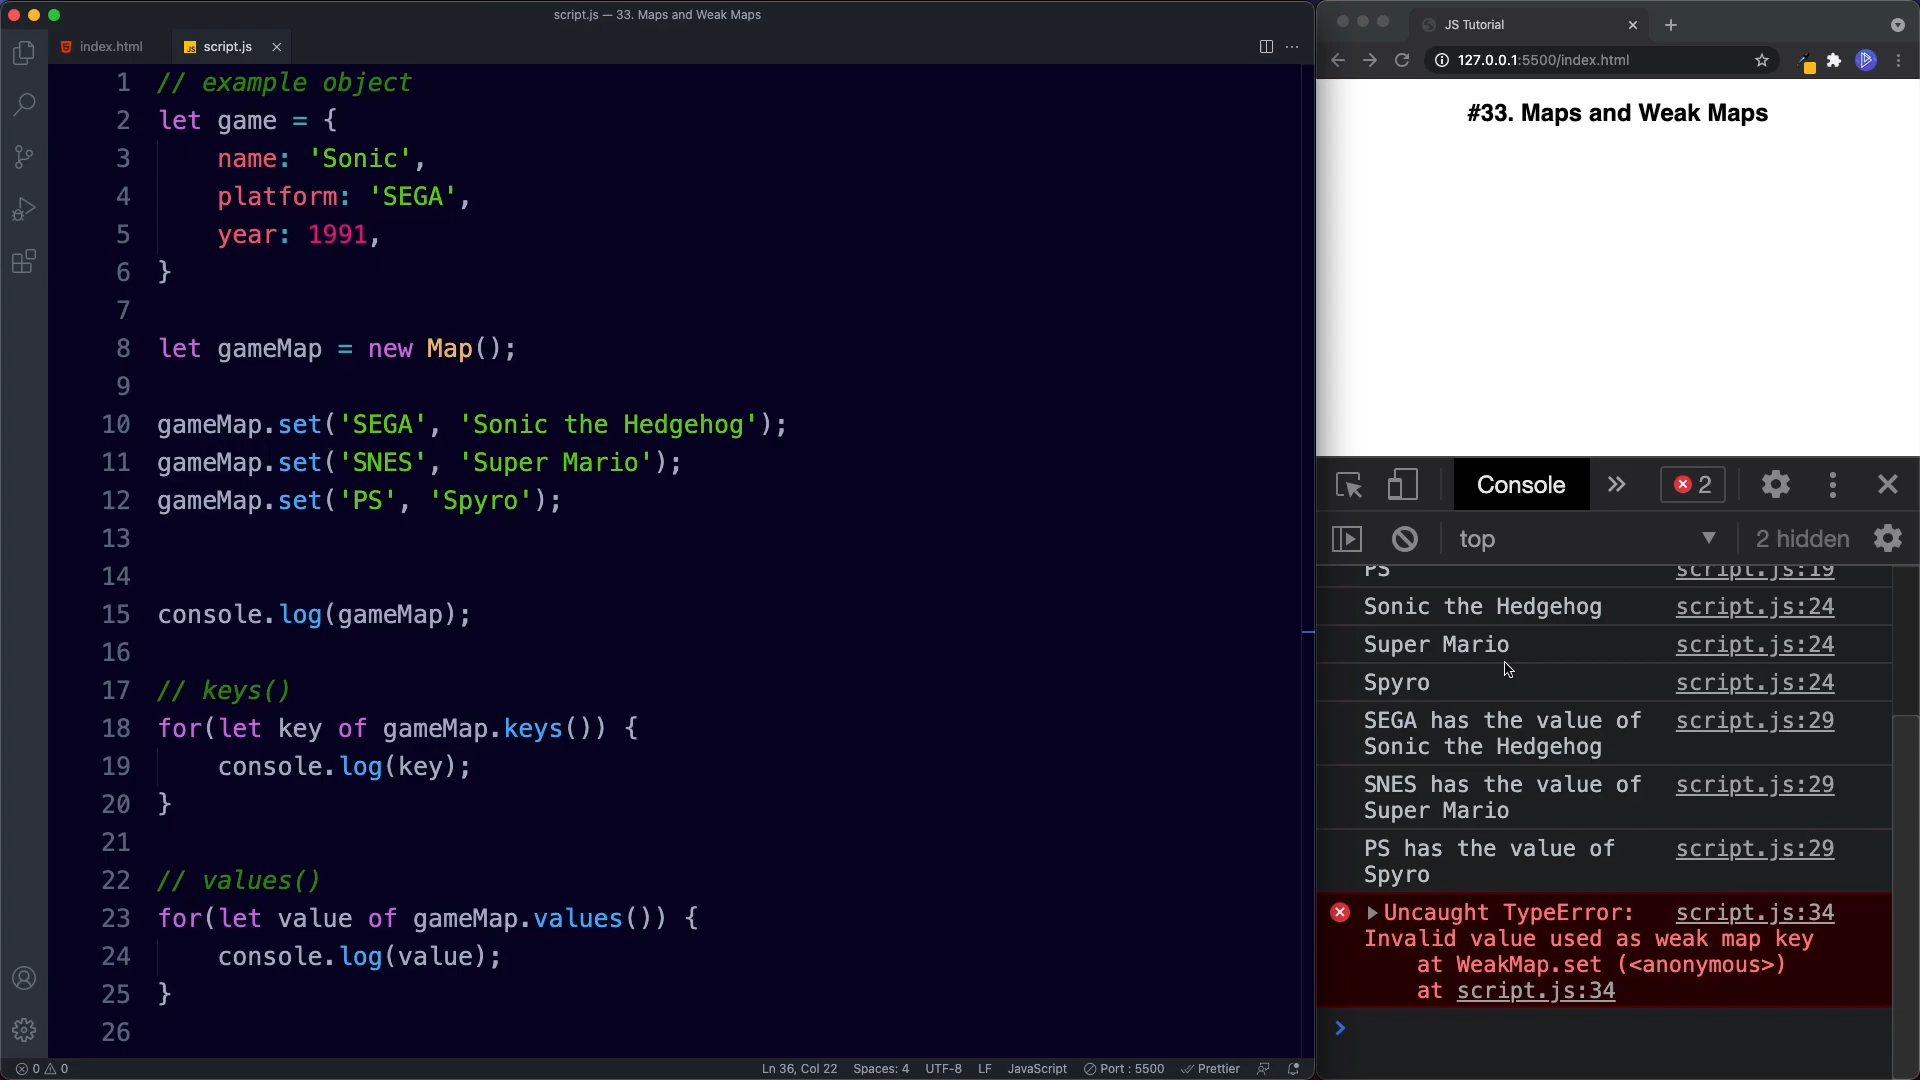 script.js — 33. Maps and Weak Maps
index.html
script.js
1 // example object
2 let game = {
3 name: 'Sonic',
4 platform: 'SEGA',
5 year: 1991,
6 }
7
8 let gameMap = new Map();
9
10 gameMap.set('SEGA', 'Sonic the Hedgehog');
11 gameMap.set('SNES', 'Super Mario');
12 gameMap.set('PS', 'Spyro');
13
14
15 console.log(gameMap);
16
17 // keys()
18 for(let key of gameMap.keys()) {
19 console.log(key);
20 }
21
22 // values()
23 for(let value of gameMap.values()) {
24 console.log(value);
25 }
26
0 0
Ln 36, Col 22 Spaces: 4 UTF-8 LF JavaScript Port : 5500 Prettier
JS Tutorial
127.0.0.1:5500/index.html
#33. Maps and Weak Maps
Console 2
top 2 hidden
PS script.js:19
Sonic the Hedgehog script.js:24
Super Mario script.js:24
Spyro script.js:24
SEGA has the value of script.js:29
Sonic the Hedgehog
SNES has the value of script.js:29
Super Mario
PS has the value of script.js:29
Spyro
Uncaught TypeError: script.js:34
Invalid value used as weak map key
at WeakMap.set (<anonymous>)
at script.js:34